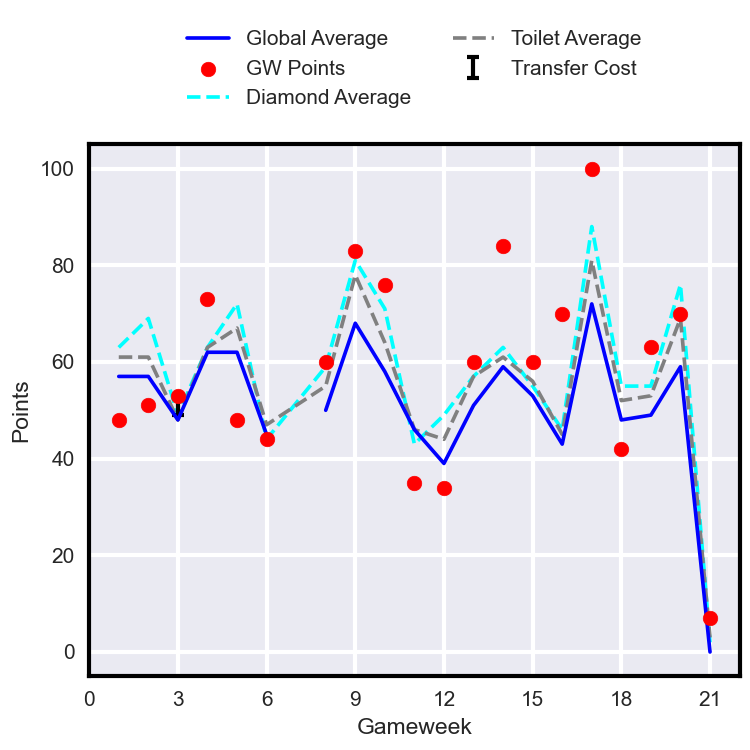 Global Average
GW Points
Diamond Average
Toilet Average
Transfer Cost
100
80
60
40
20
0
Points
0 3 6 9 12 15 18 21
Gameweek